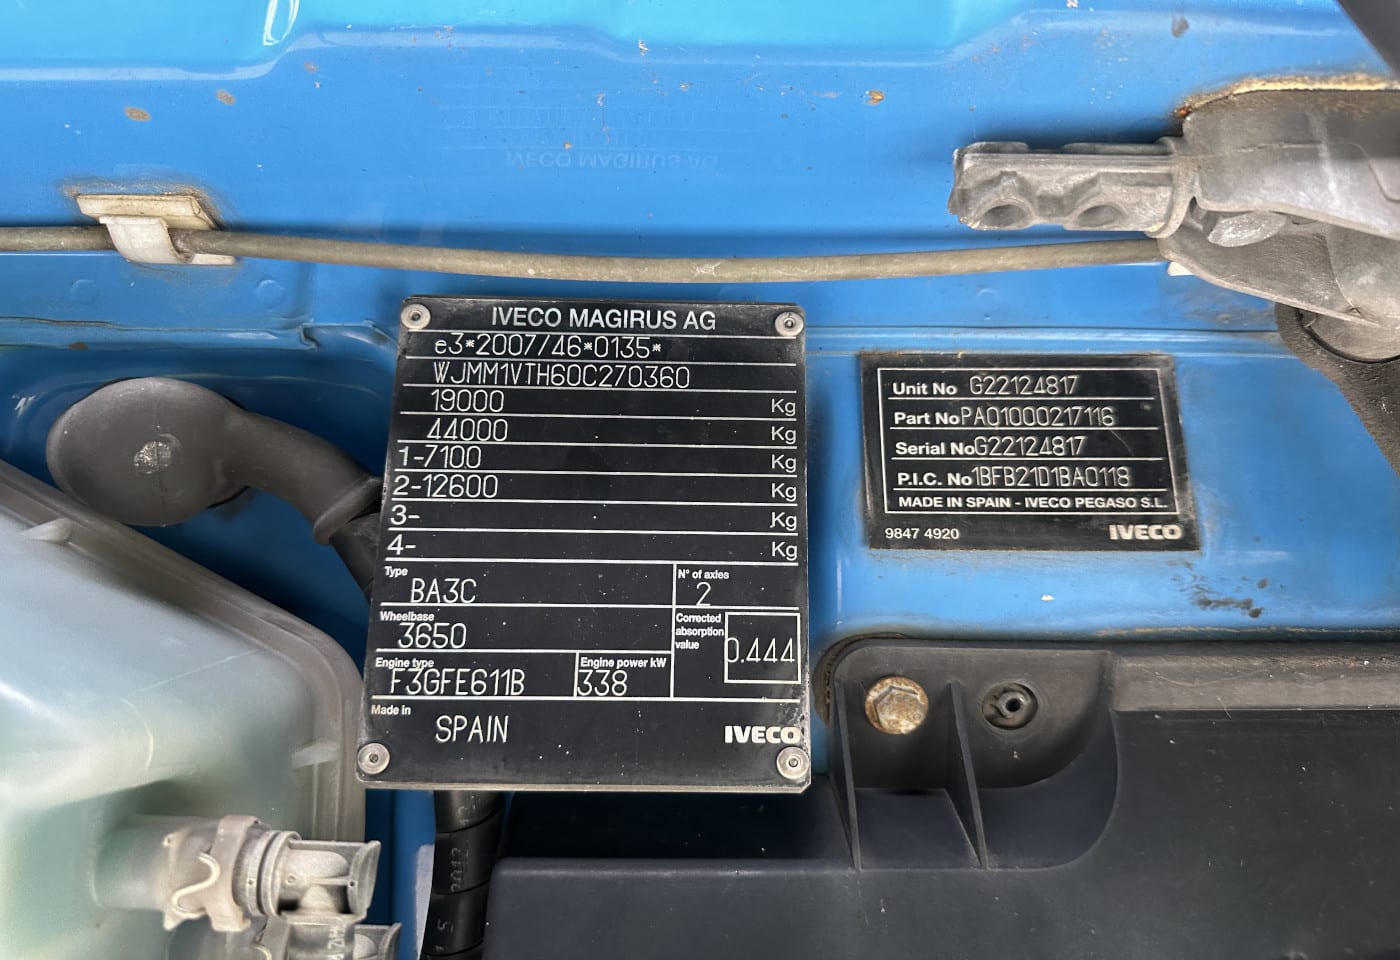 IVECO MAGIRUS AG
e3*2007/46*0135*
WJMM1VTH60C270360
19000 Kg
44000 Kg
1-7100 Kg
2-12600 Kg
3- Kg
4- Kg
Type BA3C
N° of axles 2
Wheelbase 3650
Corrected absorption value 0.444
Engine type F3GFE611B
Engine power kW 338
Made in SPAIN
IVECO
Unit No G22124817
Part No PAQ1000217116
Serial No G22124817
P.I.C. No 1BFB21D1BAQ118
MADE IN SPAIN - IVECO PEGASO S.L.
9847 4920 IVECO
2012